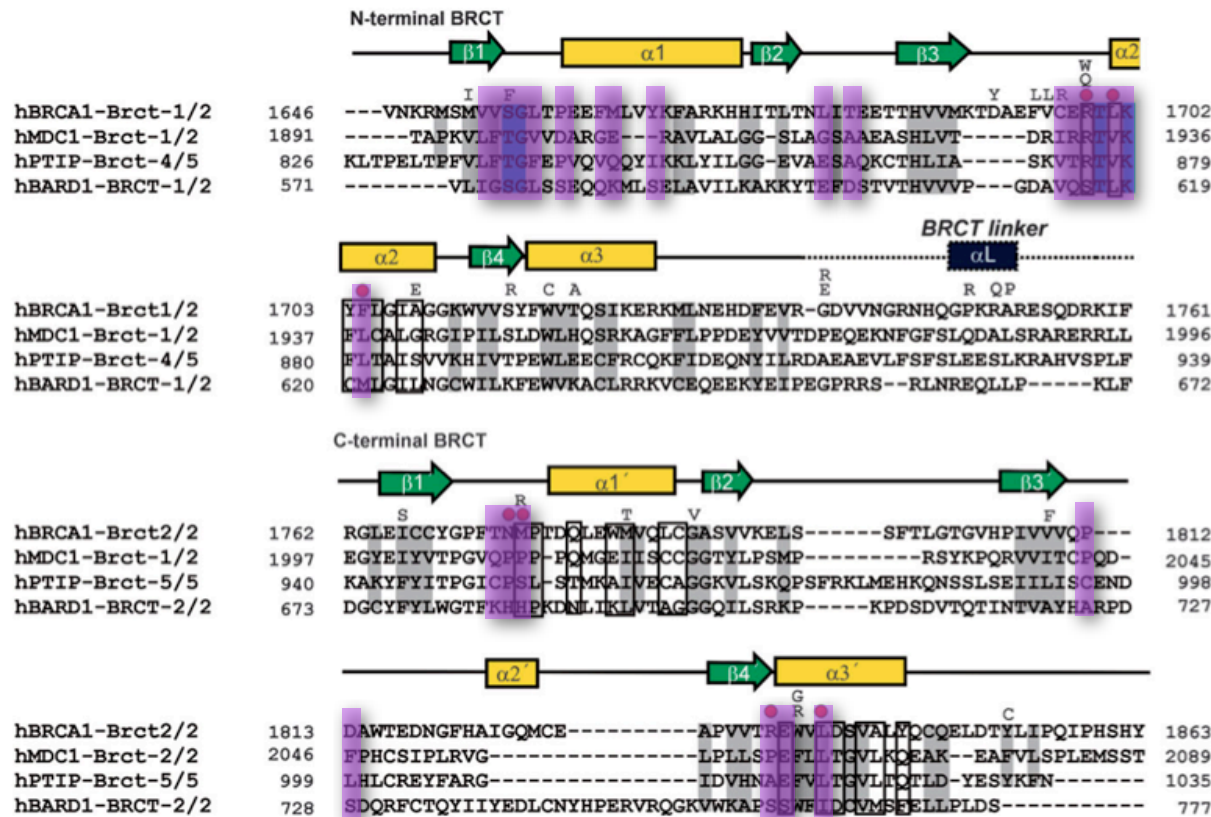 N-terminal BRCT
β1 α1 β2 β3 α2
W
I F Y LLR Q
hBRCA1-Brct-1/2 1646 ---VNKRMSMVVSGLTPEEFMLVYKFARKHHITLTNLITEETTHVVMKTDAEFVCERTLK 1702
hMDC1-Brct-1/2 1891 ----TAPKVLFTGVVDARGE--RAVLALGG-SLAGSAAEASHLVT----DRIRRTVK 1936
hPTIP-Brct-4/5 826 KLTPELTPFVLFTGFEPVQVQQYIKKLYILGG-EVAESAQKCTHLIA----SKVTRTVK 879
hBARD1-BRCT-1/2 571 --------VLIGSGLSSEQQKMLSELAVILKAKKYTEFDSTVTHVVVP---GDAVQSTLK 619
BRCT linker
α2 β4 α3 αL
R
E R C A E R QP
hBRCA1-Brct1/2 1703 YFLGIAGGKWVVSYFWVTQSIKERKMLNEHDFEVR-GDVVNGRNHQGPKRARESQDRKIF 1761
hMDC1-Brct-1/2 1937 FLCALGRGIPILSLDWLHQSRKAGFFLPPDEYVVTDPEQEKNFGFSLQDALSRARERRLL 1996
hPTIP-Brct-4/5 880 FLTAISVVKHIVTPEWLEECFRCQKFIDEQNYILRDAEAEVLFSFSLEESLKRAHVSPLF 939
hBARD1-BRCT-1/2 620 CMLGILNGCWILKFEWVKACLRRKVCEQEEKYEIPEGPRRS--RLNREQLLP----KLF 672
C-terminal BRCT
β1 α1´ β2´ β3
R
S T V F
hBRCA1-Brct2/2 1762 RGLEICCYGPFTNMPTDQLEWMVQLCGASVVKELS------SFTLGTGVHPIVVVQP-- 1812
hMDC1-Brct-1/2 1997 EGYEIYVTPGVQPPPPQMGEIISCCGGTYLPSMP------RSYKPQRVVITCPQD- 2045
hPTIP-Brct-5/5 940 KAKYFYITPGICPSL-STMKAIVECAGGKVLSKQPSFRKLMEHKQNSSLSEIILISCEND 998
hBARD1-BRCT-2/2 673 DGCYFYLWGTFKHHPKDNLIKLVTAGGGQILSRKP------KPDSDVTQTINTVAYHARPD 727
α2´ β4´ α3´
G
R C
hBRCA1-Brct2/2 1813 DAWTEDNGFHAIGQMCE----------APVVTREWVLDSVALYQCQELDTYLIPQIPHSHY 1863
hMDC1-Brct-1/2 2046 FPHCSIPLRVG----------------LPLLSPEFLLTGVLKQEAK--EAFVLSPLEMSST 2089
hPTIP-Brct-5/5 999 LHLCREYFARG----------------IDVHNAEFVLTGVLTQTLD-YESYKFN------ 1035
hBARD1-BRCT-2/2 728 SDQRFCTQYIIYEDLCNYHPERVRQGKVWKAPSSWFIDCVMSFELLPLDS----------- 777